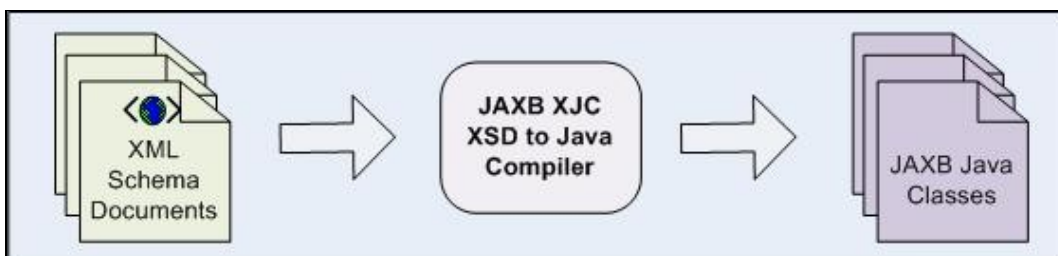 XML
Schema
Documents
JAXB XJC
XSD to Java
Compiler
JAXB Java
Classes